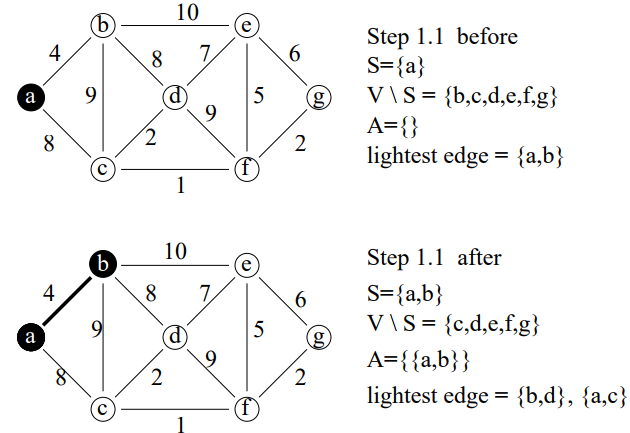 10
b
e
4
8
7
6
Step 1.1 before
S={a}
a
9
d
9
5
g
V \ S = {b,c,d,e,f,g}
A={}
8
2
2
lightest edge = {a,b}
c
f
1
10
b
e
Step 1.1 after
4
8
7
6
S={a,b}
a
9
d
9
5
g
V \ S = {c,d,e,f,g}
A={{a,b}}
8
2
2
lightest edge = {b,d}, {a,c}
c
f
1